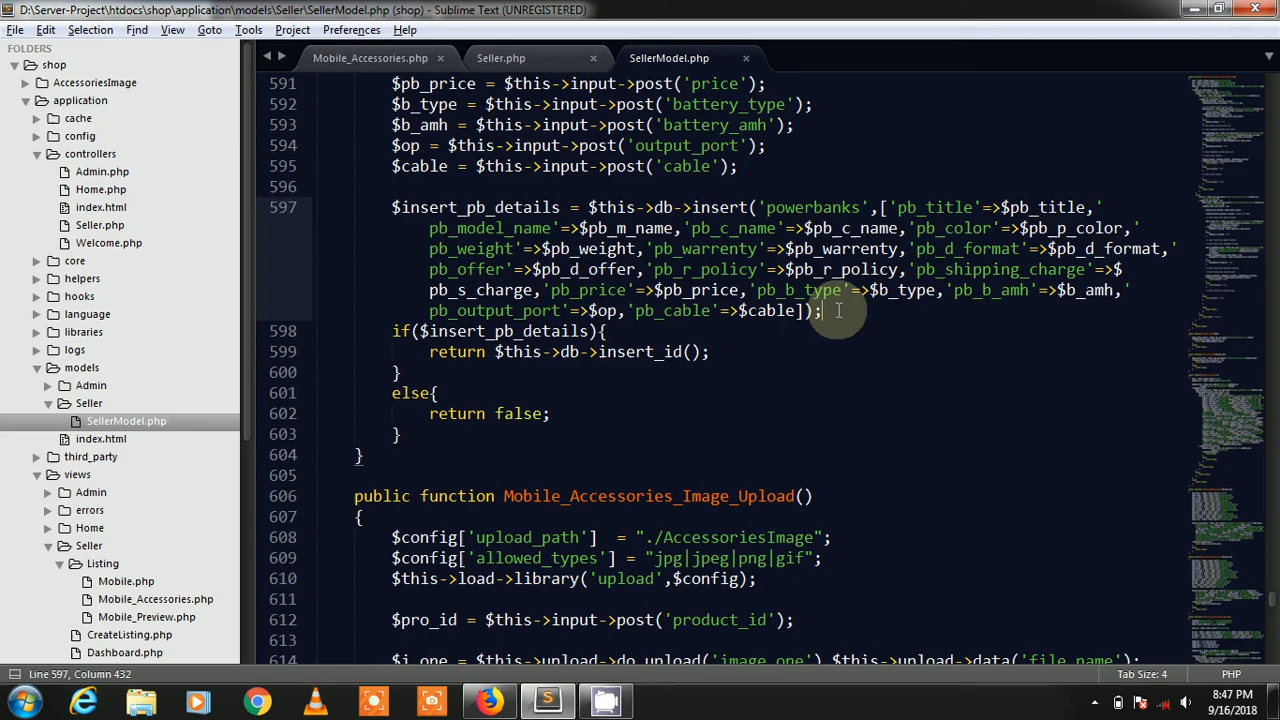 D:\Server-Project\htdocs\shop\application\models\Seller\SellerModel.php (shop) - Sublime Text (UNREGISTERED)
File Edit Selection Find View Goto Tools Project Preferences Help
FOLDERS
shop
AccessoriesImage
application
cache
config
controllers
Admin.php
Home.php
index.html
Seller.php
Welcome.php
core
helpers
hooks
language
libraries
logs
models
Admin
Seller
SellerModel.php
index.html
third_party
views
Admin
errors
Home
Seller
Listing
Mobile.php
Mobile_Accessories.php
Mobile_Preview.php
CreateListing.php
Dashboard.php
Mobile_Accessories.php Seller.php SellerModel.php
591 $pb_price = $this->input->post('price');
592 $b_type = $this->input->post('battery_type');
593 $b_amh = $this->input->post('battery_amh');
594 $op = $this->input->post('output_port');
595 $cable = $this->input->post('cable');
596
597 $insert_pb_details = $this->db->insert('powerbanks',['pb_title'=>$pb_title,'
pb_model'=>$pb_m_name,'pb_c_name'=>$pb_c_name,'pb_color'=>$pb_p_color,'
pb_weight'=>$pb_weight,'pb_warrenty'=>$pb_warrenty,'pb_format'=>$pb_d_format,'
pb_offer'=>$pb_d_offer,'pb_r_policy'=>$pb_r_policy,'pb_shipping_charge'=>$
pb_s_charge,'pb_price'=>$pb_price,'pb_b_type'=>$b_type,'pb_b_amh'=>$b_amh,'
pb_output_port'=>$op,'pb_cable'=>$cable]);
598 if($insert_pb_details){
599 return $this->db->insert_id();
600 }
601 else{
602 return false;
603 }
604 }
605
606 public function Mobile_Accessories_Image_Upload()
607 {
608 $config['upload_path'] = "./AccessoriesImage";
609 $config['allowed_types'] = "jpg|jpeg|png|gif";
610 $this->load->library('upload',$config);
611
612 $pro_id = $this->input->post('product_id');
613
614
Line 597, Column 432 Tab Size: 4 PHP
8:47 PM
9/16/2018